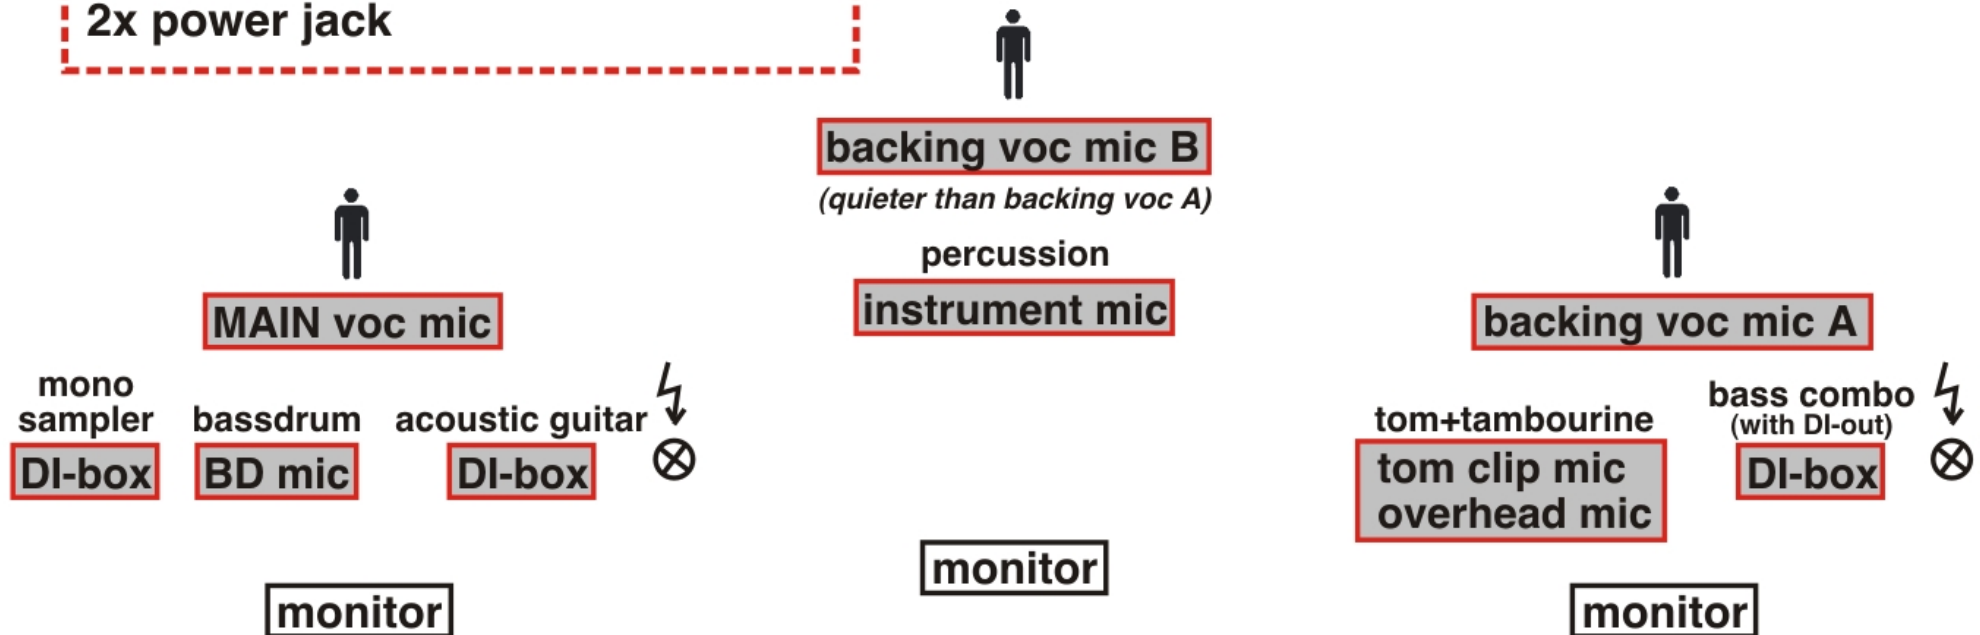 2x power jack
backing voc mic B
(quieter than backing voc A)
percussion
instrument mic
MAIN voc mic
mono
sampler
DI-box
bassdrum
BD mic
acoustic guitar
DI-box
monitor
monitor
backing voc mic A
tom+tambourine
tom clip mic
overhead mic
bass combo
(with DI-out)
DI-box
monitor